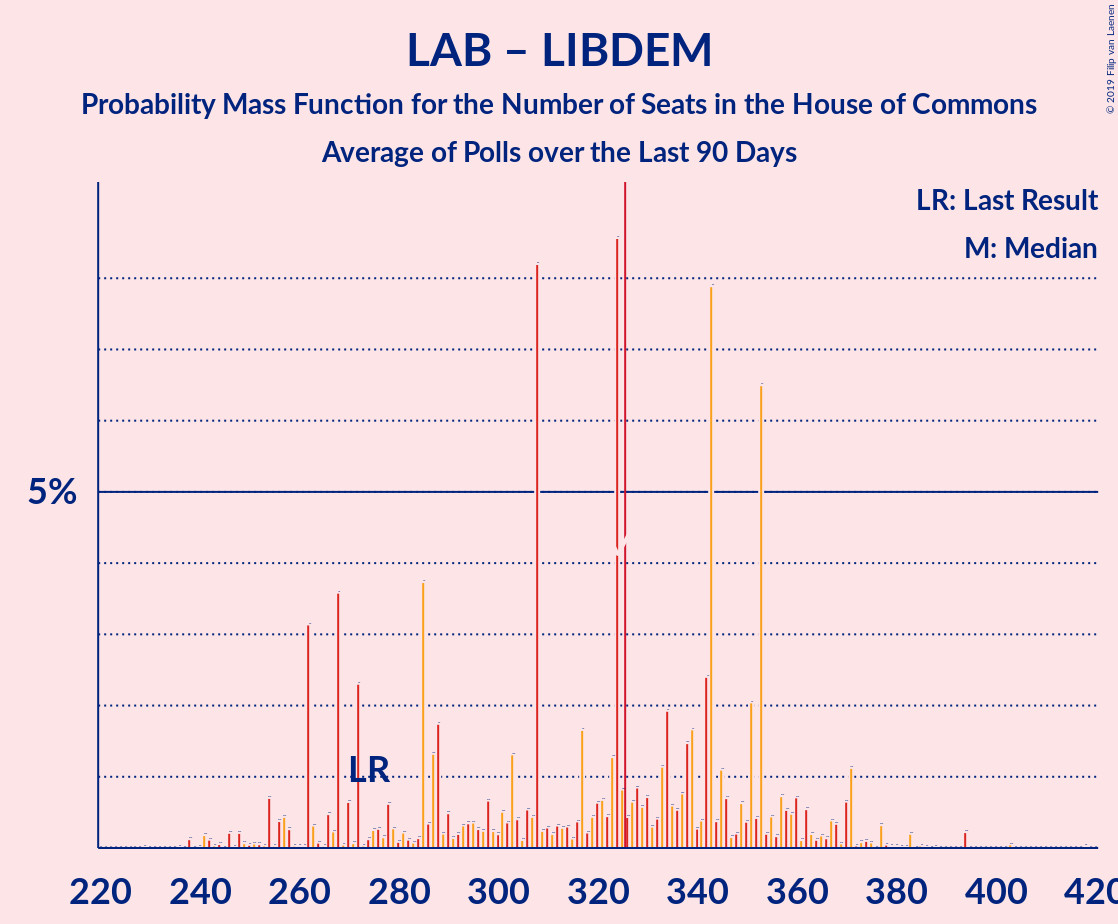 LAB – LIBDEM
Probability Mass Function for the Number of Seats in the House of Commons
Average of Polls over the Last 90 Days
© 2019 Filip van Laenen
LR: Last Result
M: Median
5%
LR
220 240 260 280 300 320 340 360 380 400 420